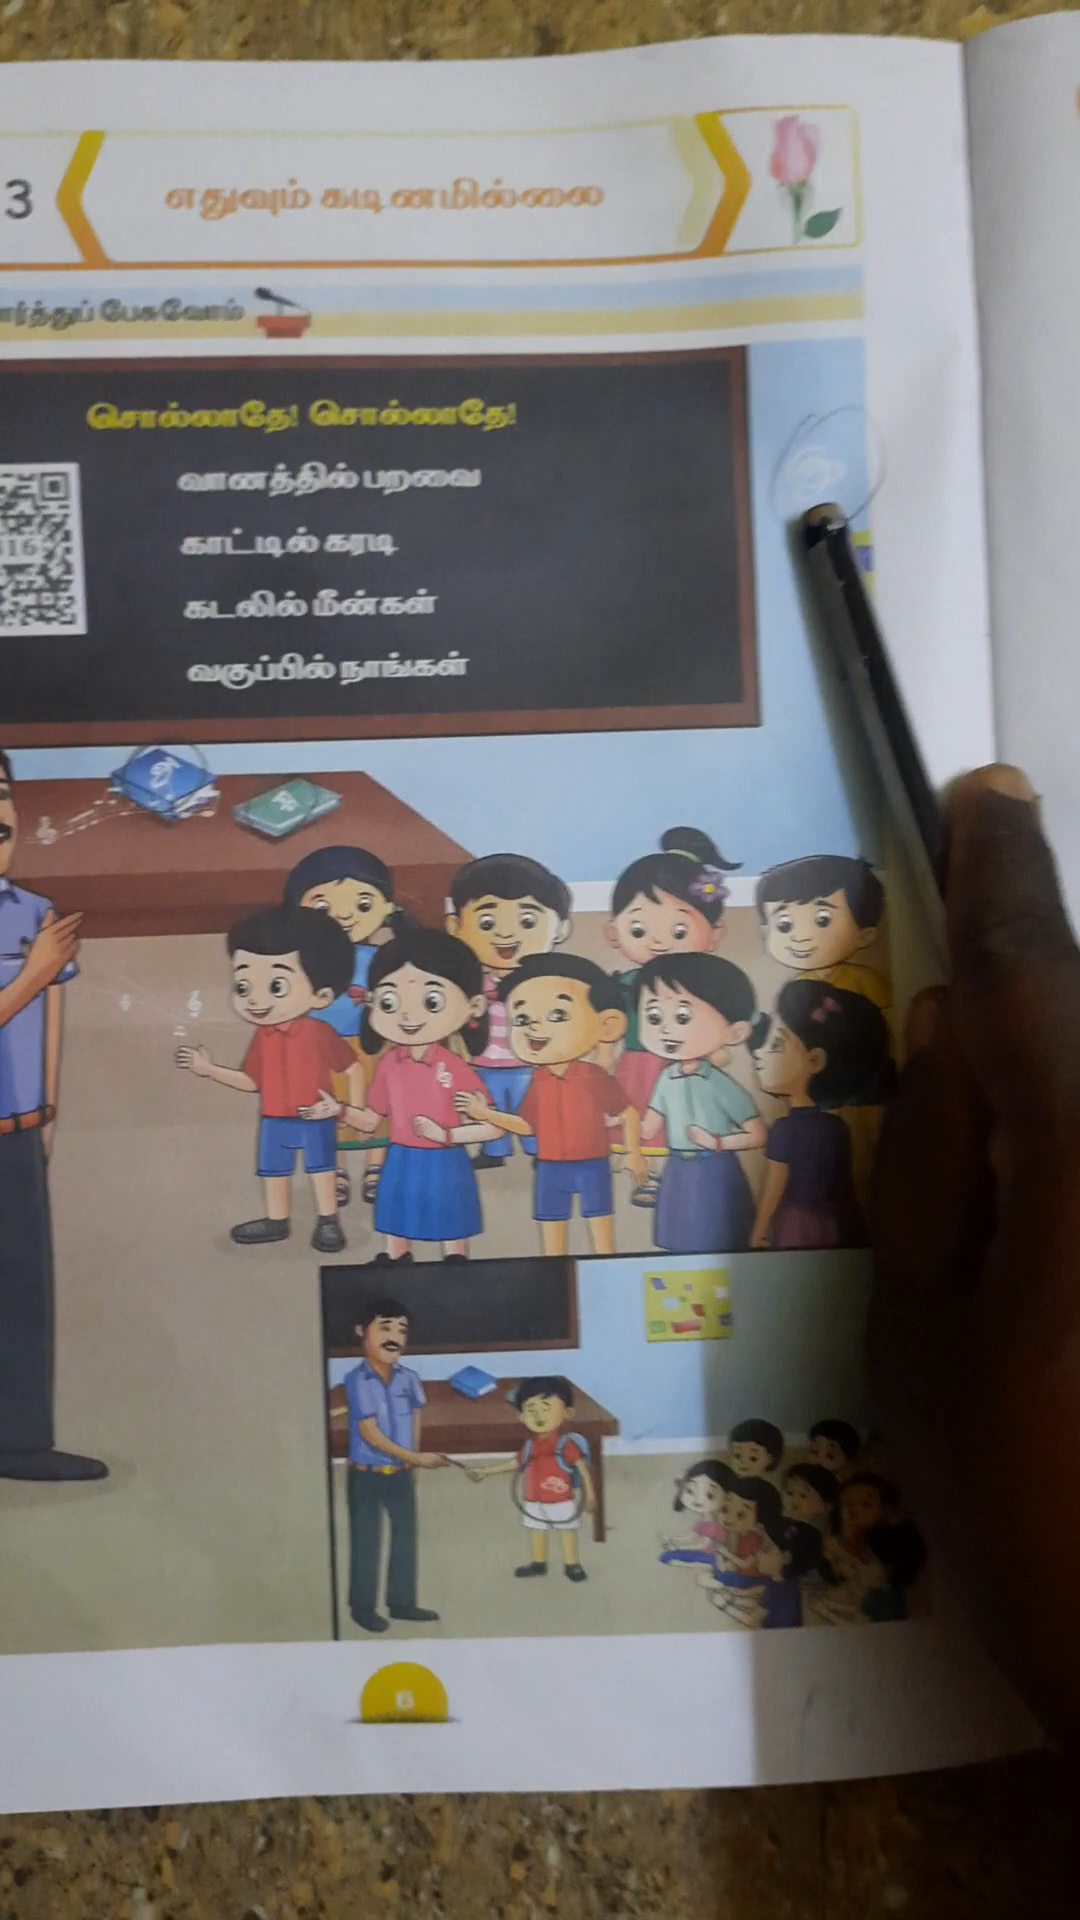 3
எதுவும் கடினமில்லை
பேசுவோம்
சொல்லாதே! சொல்லாதே!
வானத்தில் பறவை
காட்டில் கரடி
கடலில் மீன்கள்
வகுப்பில் நாங்கள்
6